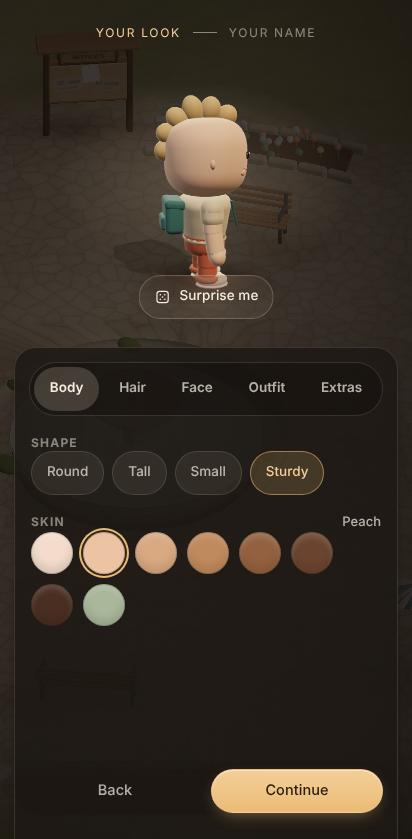 YOUR LOOK — YOUR NAME
Surprise me
Body Hair Face Outfit Extras
SHAPE
Round Tall Small Sturdy
SKIN Peach
Back Continue